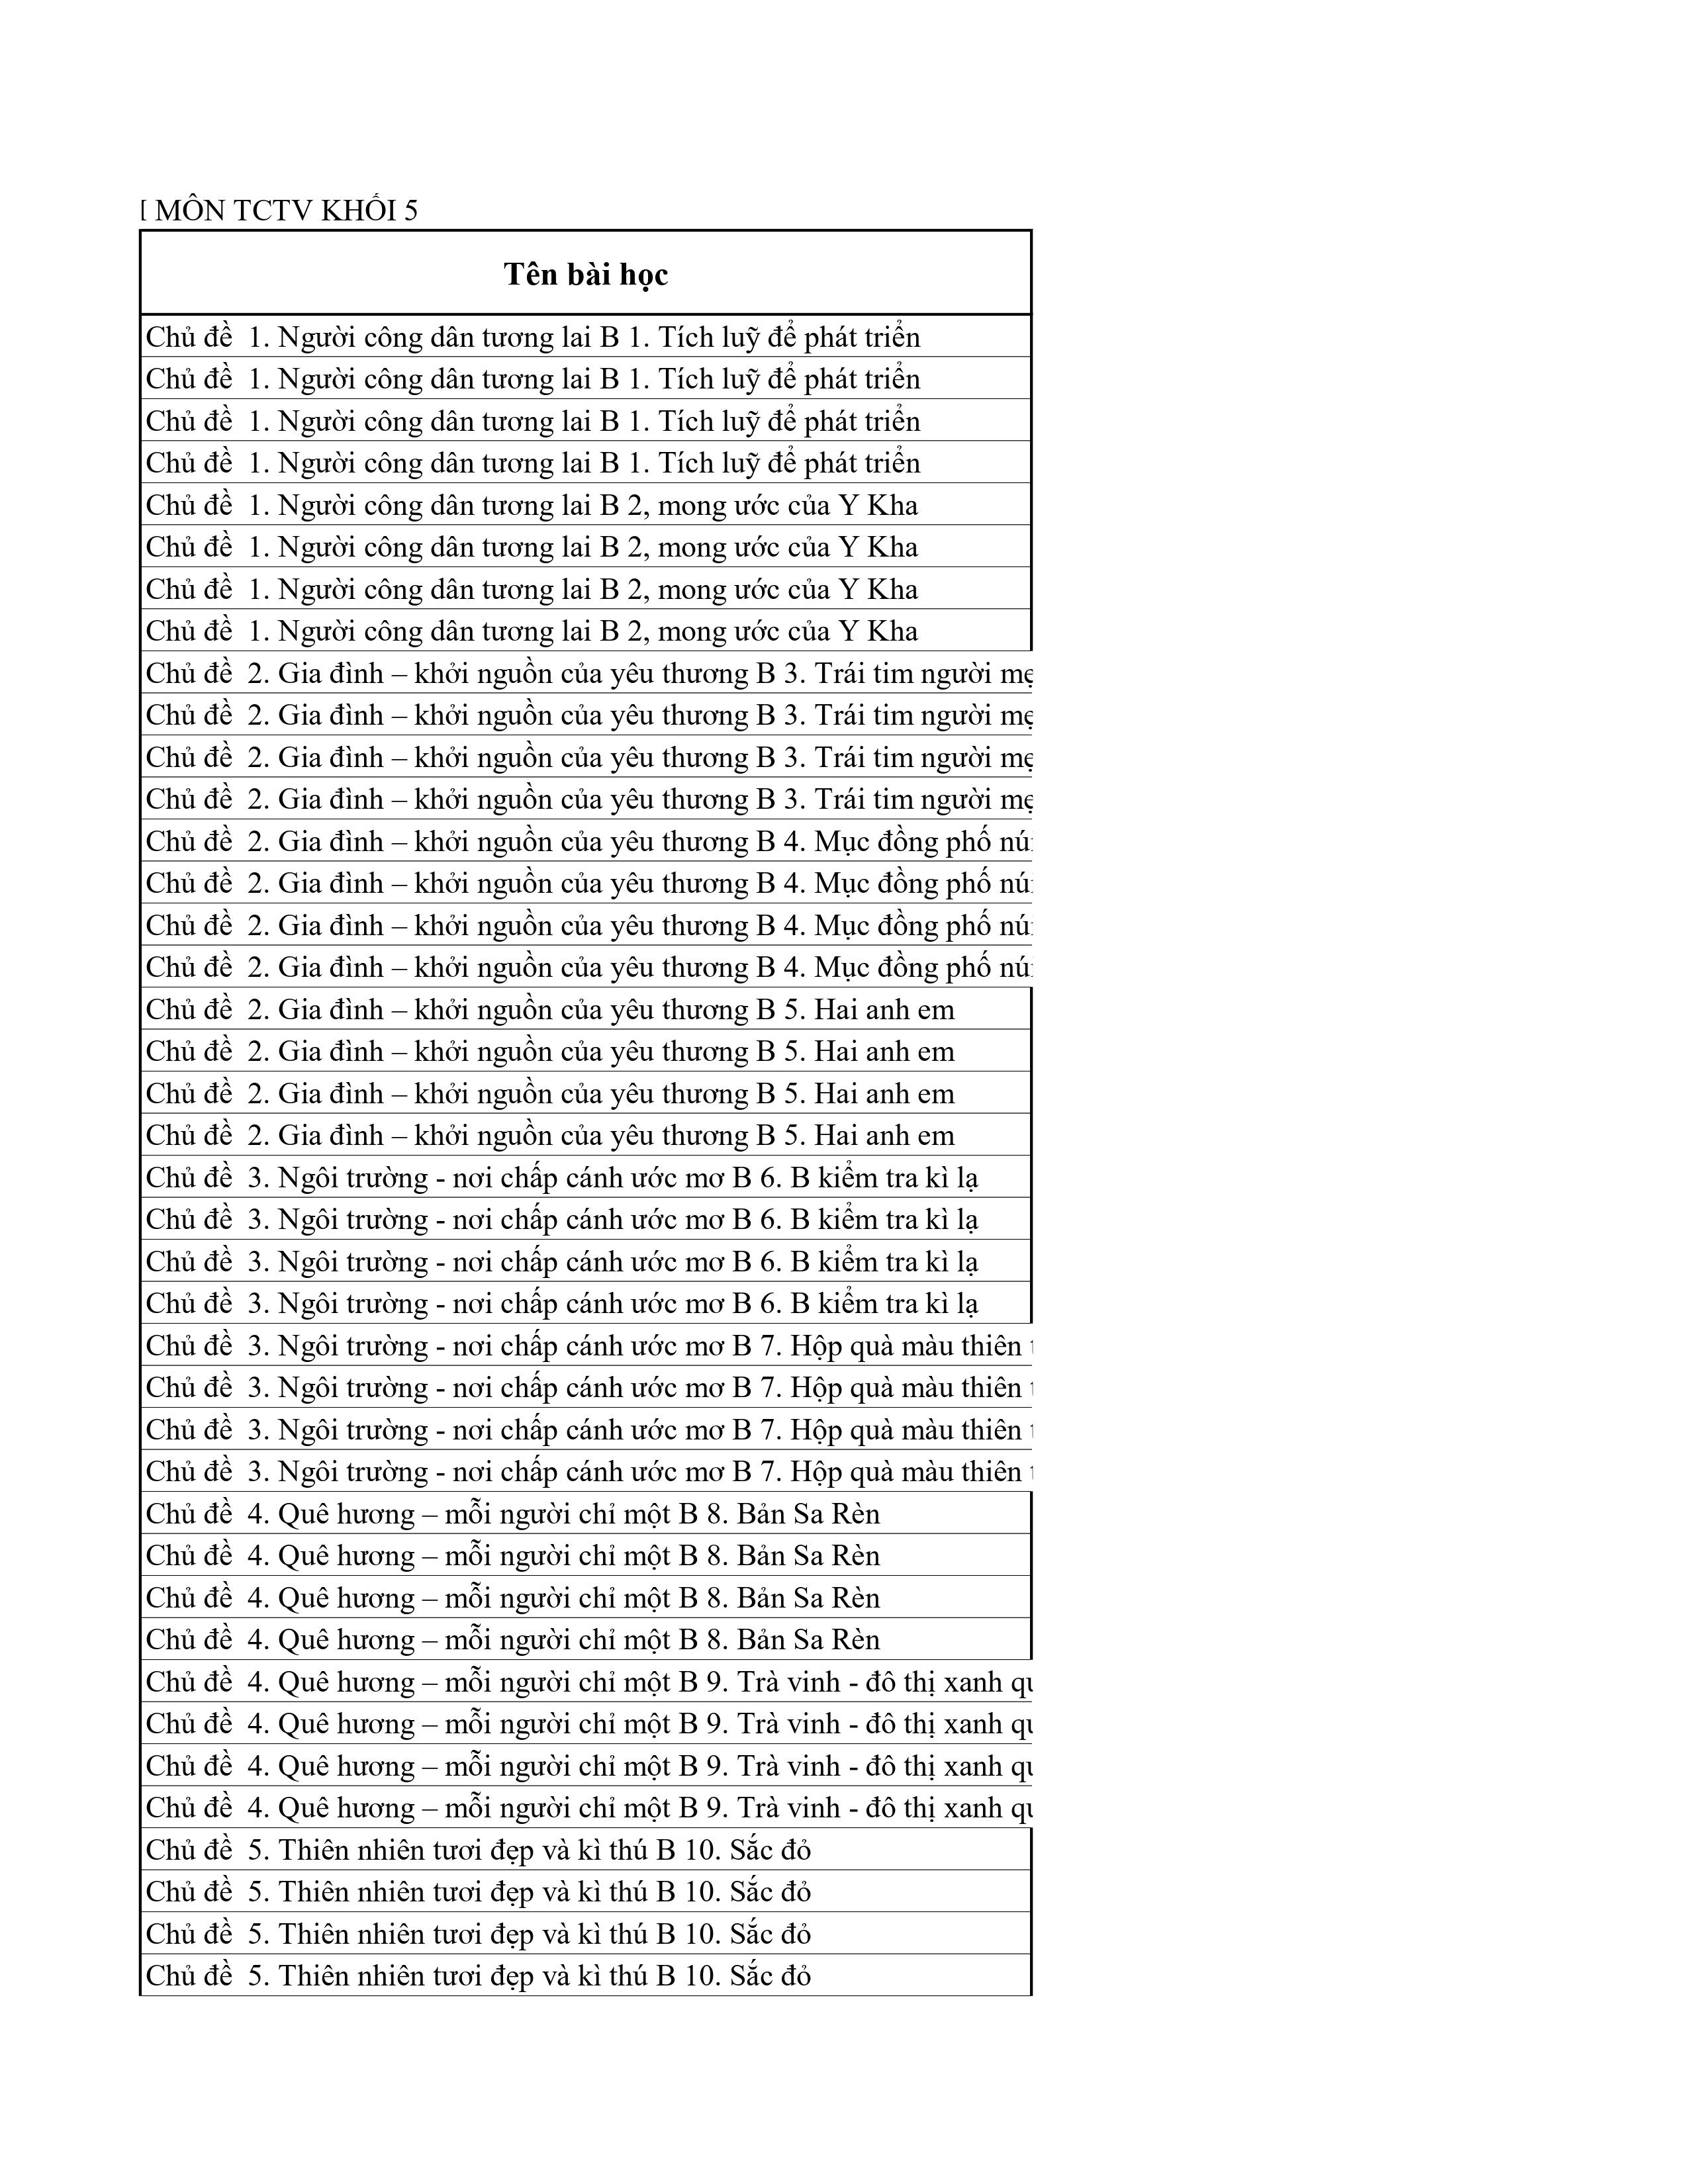 MÔN TCTV KHỐI 5
Tên bài học
Chủ đề  1. Người công dân tương lai B 1. Tích luỹ để phát triển
Chủ đề  1. Người công dân tương lai B 1. Tích luỹ để phát triển
Chủ đề  1. Người công dân tương lai B 1. Tích luỹ để phát triển
Chủ đề  1. Người công dân tương lai B 1. Tích luỹ để phát triển
Chủ đề  1. Người công dân tương lai B 2, mong ước của Y Kha
Chủ đề  1. Người công dân tương lai B 2, mong ước của Y Kha
Chủ đề  1. Người công dân tương lai B 2, mong ước của Y Kha
Chủ đề  1. Người công dân tương lai B 2, mong ước của Y Kha
Chủ đề  2. Gia đình – khởi nguồn của yêu thương B 3. Trái tim người mẹ
Chủ đề  2. Gia đình – khởi nguồn của yêu thương B 3. Trái tim người mẹ
Chủ đề  2. Gia đình – khởi nguồn của yêu thương B 3. Trái tim người mẹ
Chủ đề  2. Gia đình – khởi nguồn của yêu thương B 3. Trái tim người mẹ
Chủ đề  2. Gia đình – khởi nguồn của yêu thương B 4. Mục đồng phố núi
Chủ đề  2. Gia đình – khởi nguồn của yêu thương B 4. Mục đồng phố núi
Chủ đề  2. Gia đình – khởi nguồn của yêu thương B 4. Mục đồng phố núi
Chủ đề  2. Gia đình – khởi nguồn của yêu thương B 4. Mục đồng phố núi
Chủ đề  2. Gia đình – khởi nguồn của yêu thương B 5. Hai anh em
Chủ đề  2. Gia đình – khởi nguồn của yêu thương B 5. Hai anh em
Chủ đề  2. Gia đình – khởi nguồn của yêu thương B 5. Hai anh em
Chủ đề  2. Gia đình – khởi nguồn của yêu thương B 5. Hai anh em
Chủ đề  3. Ngôi trường - nơi chấp cánh ước mơ B 6. B kiểm tra kì lạ
Chủ đề  3. Ngôi trường - nơi chấp cánh ước mơ B 6. B kiểm tra kì lạ
Chủ đề  3. Ngôi trường - nơi chấp cánh ước mơ B 6. B kiểm tra kì lạ
Chủ đề  3. Ngôi trường - nơi chấp cánh ước mơ B 6. B kiểm tra kì lạ
Chủ đề  3. Ngôi trường - nơi chấp cánh ước mơ B 7. Hộp quà màu thiên
Chủ đề  3. Ngôi trường - nơi chấp cánh ước mơ B 7. Hộp quà màu thiên
Chủ đề  3. Ngôi trường - nơi chấp cánh ước mơ B 7. Hộp quà màu thiên
Chủ đề  3. Ngôi trường - nơi chấp cánh ước mơ B 7. Hộp quà màu thiên
Chủ đề  4. Quê hương – mỗi người chỉ một B 8. Bản Sa Rèn
Chủ đề  4. Quê hương – mỗi người chỉ một B 8. Bản Sa Rèn
Chủ đề  4. Quê hương – mỗi người chỉ một B 8. Bản Sa Rèn
Chủ đề  4. Quê hương – mỗi người chỉ một B 8. Bản Sa Rèn
Chủ đề  4. Quê hương – mỗi người chỉ một B 9. Trà vinh - đô thị xanh
Chủ đề  4. Quê hương – mỗi người chỉ một B 9. Trà vinh - đô thị xanh
Chủ đề  4. Quê hương – mỗi người chỉ một B 9. Trà vinh - đô thị xanh
Chủ đề  4. Quê hương – mỗi người chỉ một B 9. Trà vinh - đô thị xanh
Chủ đề  5. Thiên nhiên tươi đẹp và kì thú B 10. Sắc đỏ
Chủ đề  5. Thiên nhiên tươi đẹp và kì thú B 10. Sắc đỏ
Chủ đề  5. Thiên nhiên tươi đẹp và kì thú B 10. Sắc đỏ
Chủ đề  5. Thiên nhiên tươi đẹp và kì thú B 10. Sắc đỏ